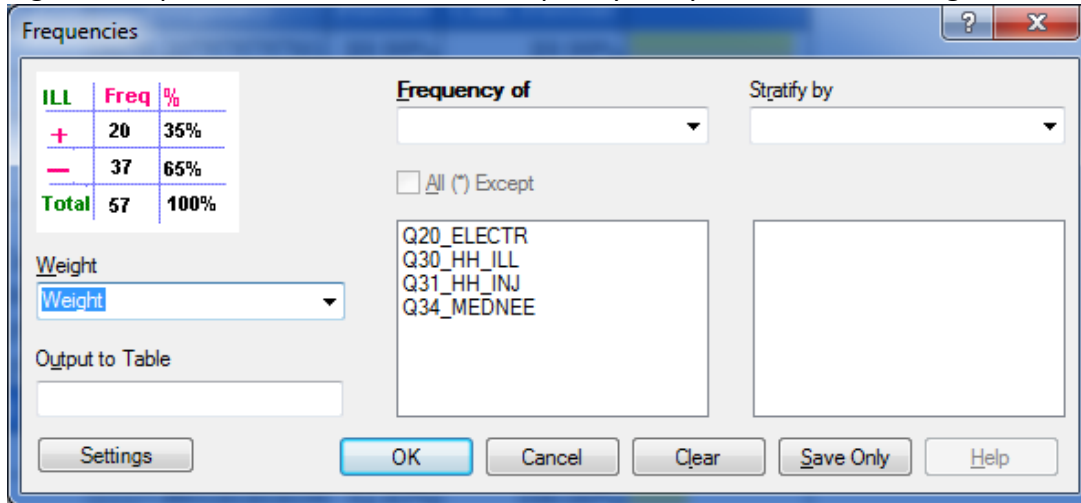 Frequencies
ILL Freq %
+ 20 35%
— 37 65%
Total 57 100%
Weight
Weight
Output to Table
Settings
Frequency of
All (*) Except
Q20_ELECTR
Q30_HH_ILL
Q31_HH_INJ
Q34_MEDNEE
Stratify by
OK Cancel Clear Save Only Help